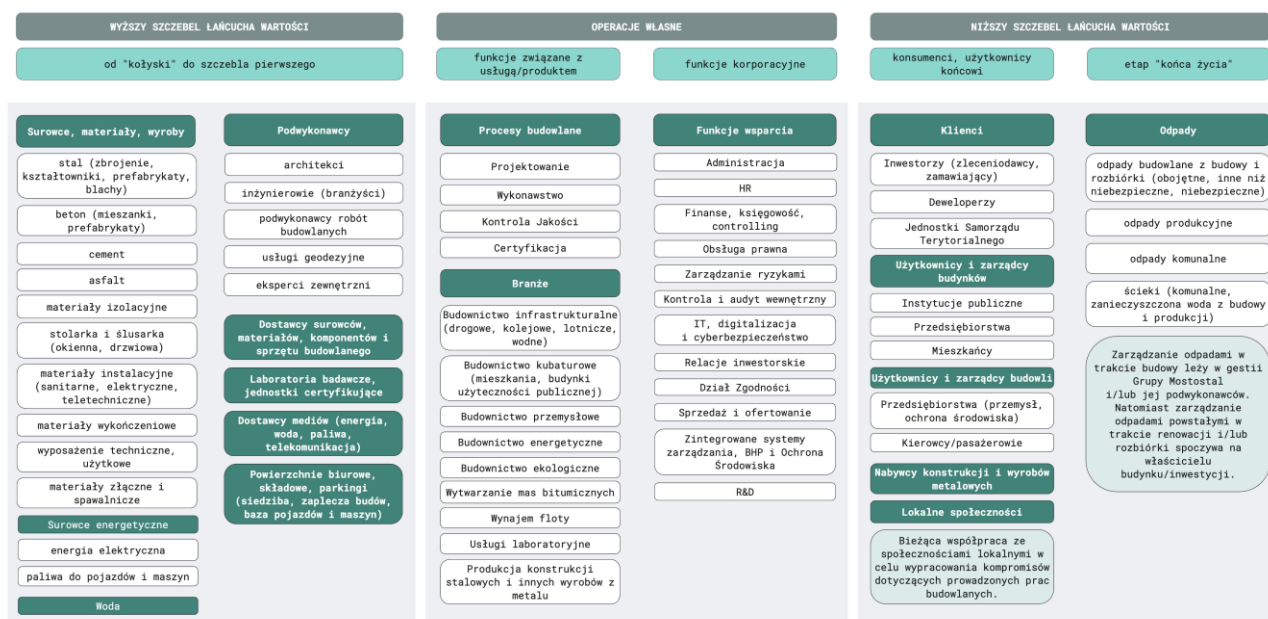 WYŻSZY SZCZEBEL ŁAŃCUCHA WARTOŚCI
od "kołyski" do szczebla pierwszego
Surowce, materiały, wyroby
stal (zbrojenie,
kształtowniki, prefabrykaty,
blachy)
beton (mieszanki,
prefabrykaty)
cement
asfalt
materiały izolacyjne
stolarka i ślusarka
(okienna, drzwiowa)
materiały instalacyjne
(sanitarne, elektryczne,
teletechniczne)
materiały wykończeniowe
wyposażenie techniczne,
użytkowe
materiały złączne i
spawalnicze
Surowce energetyczne
energia elektryczna
paliwa do pojazdów i maszyn
Woda
Podwykonawcy
architekci
inżynierowie (branżyści)
podwykonawcy robót
budowlanych
usługi geodezyjne
eksperci zewnętrzni
Dostawcy surowców,
materiałów, komponentów i
sprzętu budowlanego
Laboratoria badawcze,
jednostki certyfikujące
Dostawcy mediów (energia,
woda, paliwa,
telekomunikacja)
Powierzchnie biurowe,
składowe, parkingi
(siedziba, zaplecza budów,
baza pojazdów i maszyn)
OPERACJE WŁASNE
funkcje związane z
usługą/produktem
Procesy budowlane
Projektowanie
Wykonawstwo
Kontrola Jakości
Certyfikacja
Branże
Budownictwo infrastrukturalne
(drogowe, kolejowe, lotnicze,
wodne)
Budownictwo kubaturowe
(mieszkania, budynki
użyteczności publicznej)
Budownictwo przemysłowe
Budownictwo energetyczne
Budownictwo ekologiczne
Wytwarzanie mas bitumicznych
Wynajem floty
Usługi laboratoryjne
Produkcja konstrukcji
stalowych i innych wyrobów z
metalu
funkcje korporacyjne
Funkcje wsparcia
Administracja
HR
Finanse, księgowość,
controlling
Obsługa prawna
Zarządzanie ryzykami
Kontrola i audyt wewnętrzny
IT, digitalizacja
i cyberbezpieczeństwo
Relacje inwestorskie
Dział Zgodności
Sprzedaż i ofertowanie
Zintegrowane systemy
zarządzania, BHP i Ochrona
Środowiska
R&D
NIŻSZY SZCZEBEL ŁAŃCUCHA WARTOŚCI
konsumenci, użytkownicy
końcowi
Klienci
Inwestorzy (zleceniodawcy,
zamawiający)
Deweloperzy
Jednostki Samorządu
Terytorialnego
Użytkownicy i zarządcy
budynków
Instytucje publiczne
Przedsiębiorstwa
Mieszkańcy
Użytkownicy i zarządcy budowli
Przedsiębiorstwa (przemysł,
ochrona środowiska)
Kierowcy/pasażerowie
Nabywcy konstrukcji i wyrobów
metalowych
Lokalne społeczności
Bieżąca współpraca ze
społecznościami lokalnymi w
celu wypracowania kompromisów
dotyczących prowadzonych prac
budowlanych.
etap "końca życia"
Odpady
odpady budowlane z budowy i
rozbiórki (obojętne, inne niż
niebezpieczne, niebezpieczne)
odpady produkcyjne
odpady komunalne
ścieki (komunalne,
zanieczyszczona woda z budowy
i produkcji)
Zarządzanie odpadami w
trakcie budowy leży w gestii
Grupy Mostostal
i/lub jej podwykonawców.
Natomiast zarządzanie
odpadami powstałymi w
trakcie renowacji i/lub
rozbiórki spoczywa na
właścicielu
budynku/inwestycji.